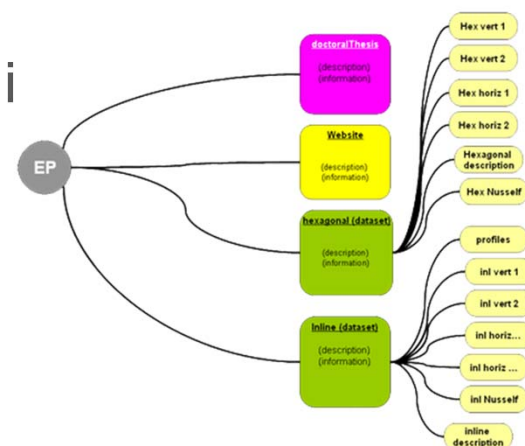 i
EP
doctoralThesis
(description)
(information)
Website
(description)
(information)
hexagonal (dataset)
(description)
(information)
Inline (dataset)
(description)
(information)
Hex vert 1
Hex vert 2
Hex horiz 1
Hex horiz 2
Hexagonal
description
Hex Nusself
profiles
inl vert 1
inl vert 2
inl horiz...
inl horiz ...
inl Nusself
inline
description